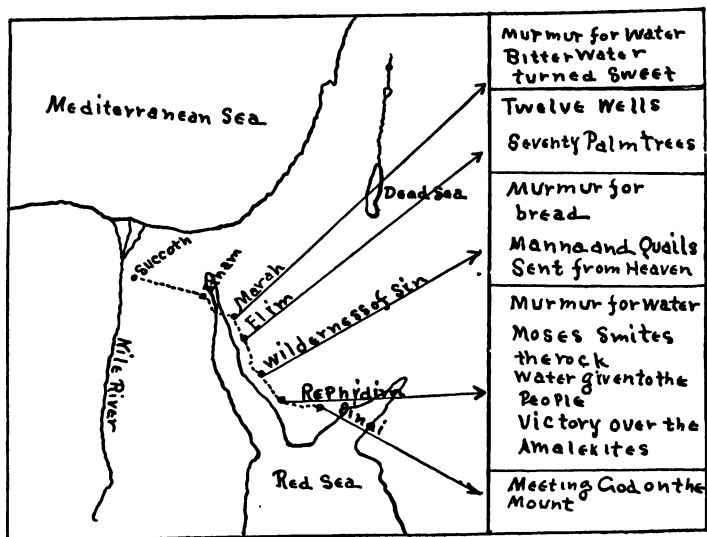 Mediterranean Sea
Dead Sea
Succoth
Etham
Marah
Elim
Wilderness of Sin
Rephidim
Sinai
Nile River
Red Sea
Murmur for Water
Bitter Water
turned Sweet
Twelve Wells
Seventy Palm Trees
Murmur for
bread
Manna and Quails
Sent from Heaven
Murmur for water
Moses Smites
the rock
Water given to the
People
Victory over the
Amalekites
Meeting God on the
Mount